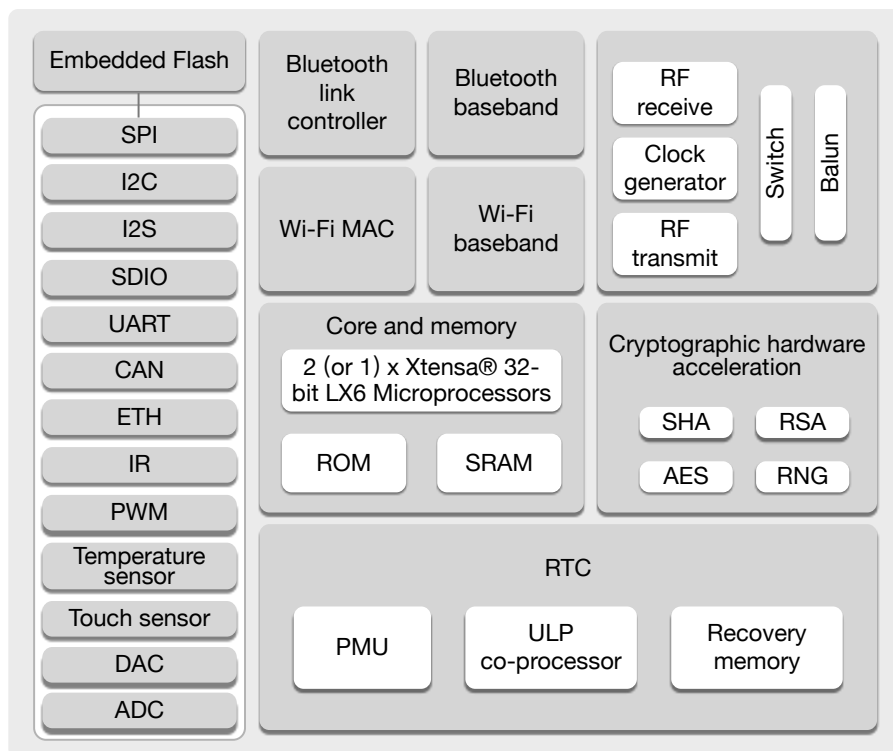 Embedded Flash
SPI
I2C
I2S
SDIO
UART
CAN
ETH
IR
PWM
Temperature
sensor
Touch sensor
DAC
ADC
Bluetooth
link
controller
Bluetooth
baseband
Wi-Fi MAC
Wi-Fi
baseband
RF
receive
Clock
generator
RF
transmit
Switch
Balun
Core and memory
2 (or 1) x Xtensa® 32-
bit LX6 Microprocessors
ROM
SRAM
Cryptographic hardware
acceleration
SHA
RSA
AES
RNG
RTC
PMU
ULP
co-processor
Recovery
memory